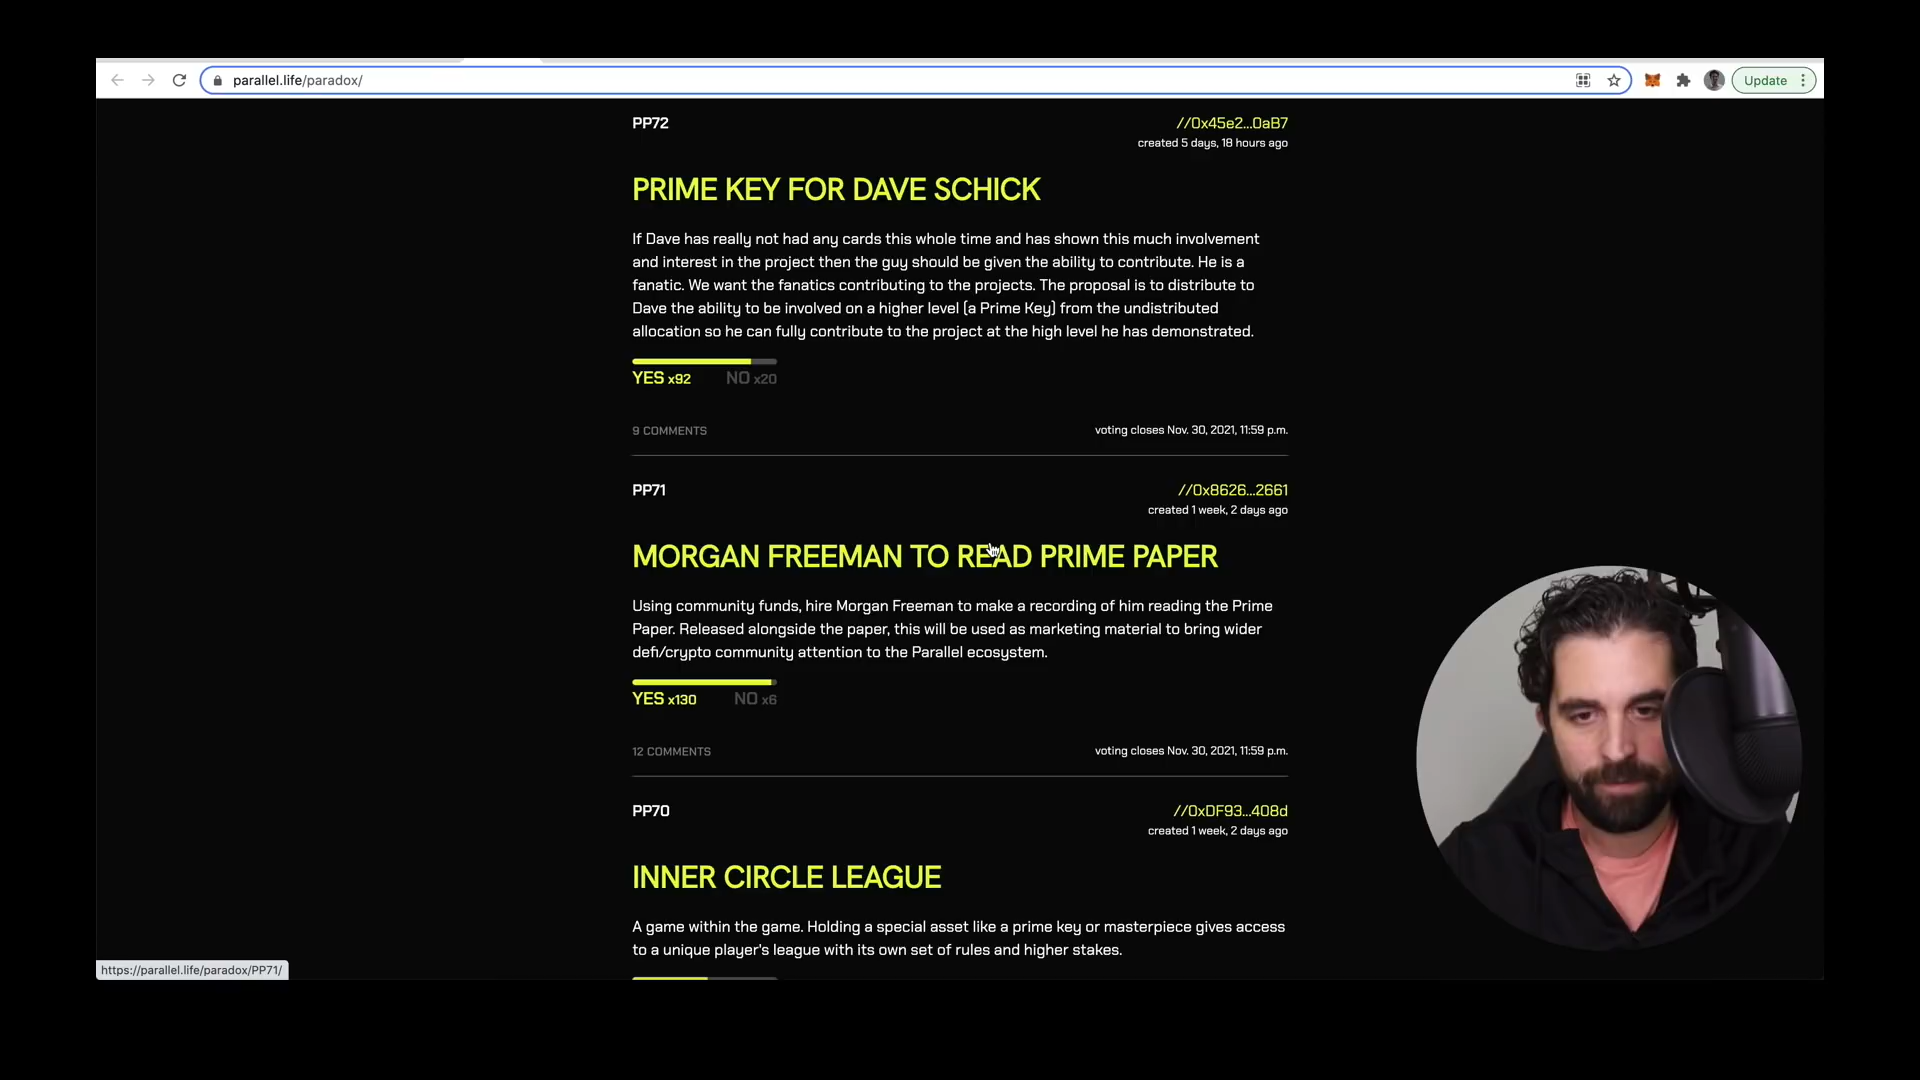 parallel.life/paradox/
Update
PP72
//0x45e2...0aB7
created 5 days, 18 hours ago
PRIME KEY FOR DAVE SCHICK
If Dave has really not had any cards this whole time and has shown this much involvement
and interest in the project then the guy should be given the ability to contribute. He is a
fanatic. We want the fanatics contributing to the projects. The proposal is to distribute to
Dave the ability to be involved on a higher level (a Prime Key) from the undistributed
allocation so he can fully contribute to the project at the high level he has demonstrated.
YES x92 NO x20
9 COMMENTS
voting closes Nov. 30, 2021, 11:59 p.m.
PP71
//0x8626...2661
created 1 week, 2 days ago
MORGAN FREEMAN TO READ PRIME PAPER
Using community funds, hire Morgan Freeman to make a recording of him reading the Prime
Paper. Released alongside the paper, this will be used as marketing material to bring wider
defi/crypto community attention to the Parallel ecosystem.
YES x130 NO x6
12 COMMENTS
voting closes Nov. 30, 2021, 11:59 p.m.
PP70
//0xDF93...408d
created 1 week, 2 days ago
INNER CIRCLE LEAGUE
A game within the game. Holding a special asset like a prime key or masterpiece gives access
to a unique player's league with its own set of rules and higher stakes.
https://parallel.life/paradox/PP71/